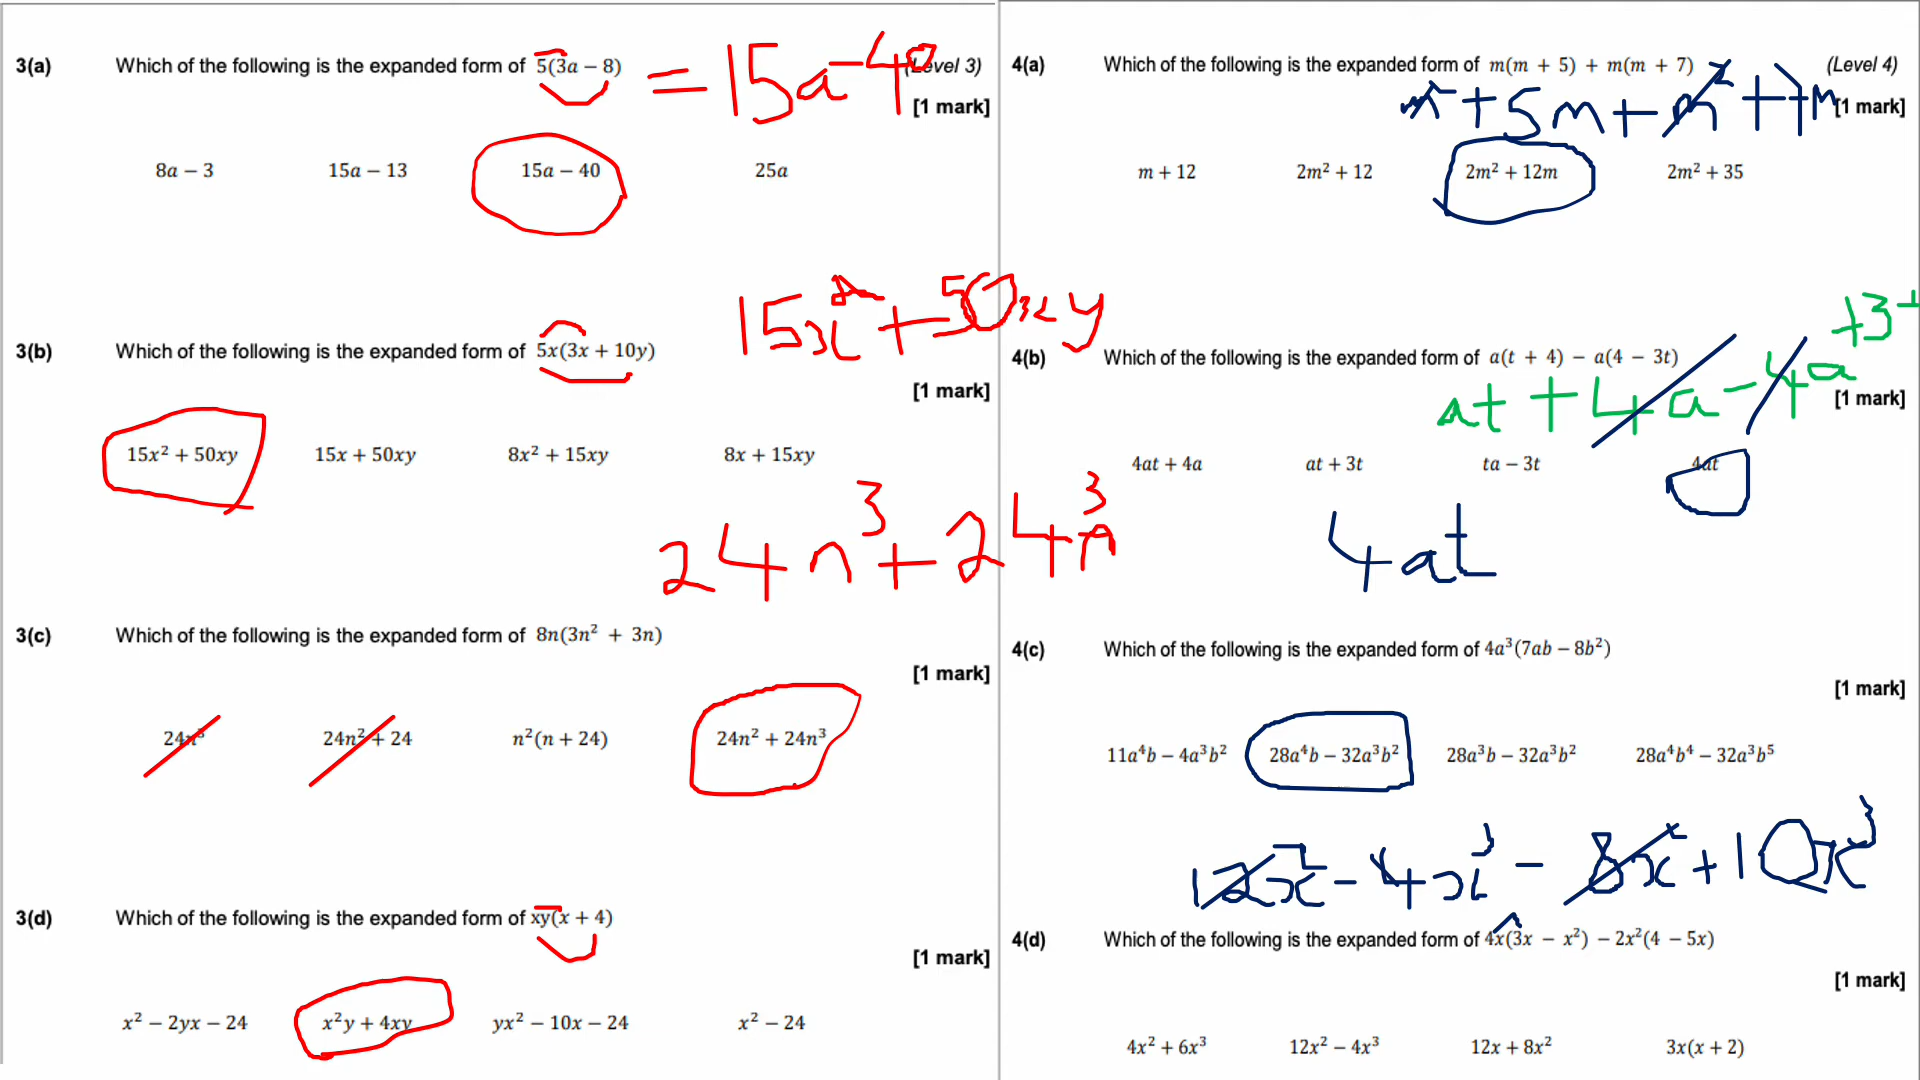 3(a) Which of the following is the expanded form of 5(3a − 8) = 15a − 40 (Level 3)
[1 mark]
8a − 3 15a − 13 15a − 40 25a
15x² + 50xy
3(b) Which of the following is the expanded form of 5x(3x + 10y)
[1 mark]
15x² + 50xy 15x + 50xy 8x² + 15xy 8x + 15xy
24n³ + 24n³
3(c) Which of the following is the expanded form of 8n(3n² + 3n)
[1 mark]
24n² + 24 n²(n + 24) 24n² + 24n³
3(d) Which of the following is the expanded form of xy(x + 4)
[1 mark]
x² − 2yx − 24 x²y + 4xy yx² − 10x − 24 x² − 24
4(a) Which of the following is the expanded form of m(m + 5) + m(m + 7) (Level 4)
m² + 5m + m² + 7m [1 mark]
m + 12 2m² + 12 2m² + 12m 2m² + 35
4(b) Which of the following is the expanded form of a(t + 4) − a(4 − 3t)
at + 4a − 4a + 3
[1 mark]
4at + 4a at + 3t ta − 3t 4at
4at
4(c) Which of the following is the expanded form of 4a³(7ab − 8b²)
[1 mark]
11a⁴b − 4a³b² 28a⁴b − 32a³b² 28a³b − 32a³b² 28a⁴b⁴ − 32a³b⁵
12x² − 4x³ − 8x² + 10x³
4(d) Which of the following is the expanded form of 4x(3x − x²) − 2x²(4 − 5x)
[1 mark]
4x² + 6x³ 12x² − 4x³ 12x + 8x² 3x(x + 2)